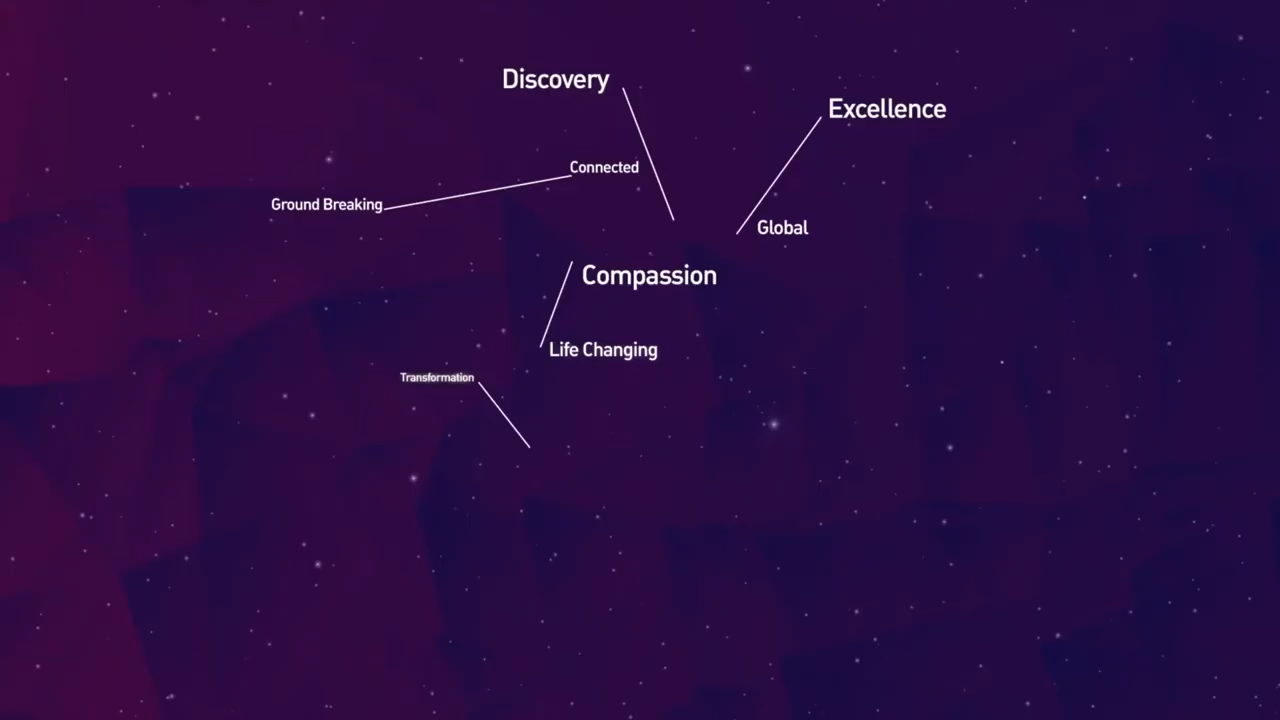 Discovery
Excellence
Connected
Ground Breaking
Global
Compassion
Life Changing
Transformation